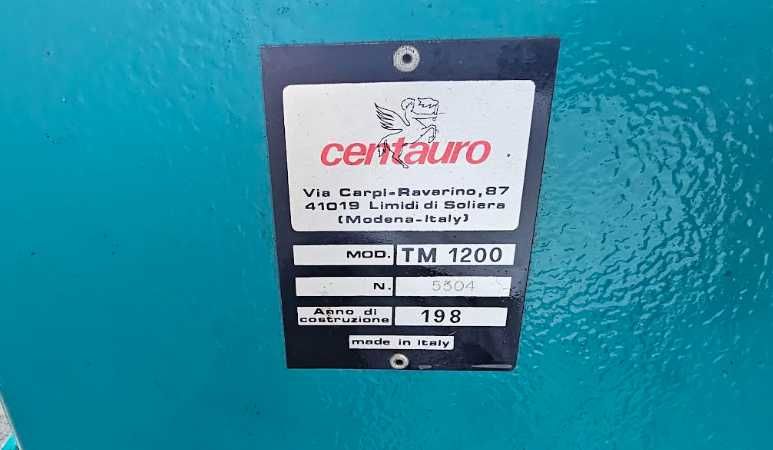 centauro
Via Carpi-Ravarino,87
41019 Limidi di Soliera
(Modena-Italy)
MOD. TM 1200
N. 5304
Anno di costruzione 198
made in Italy